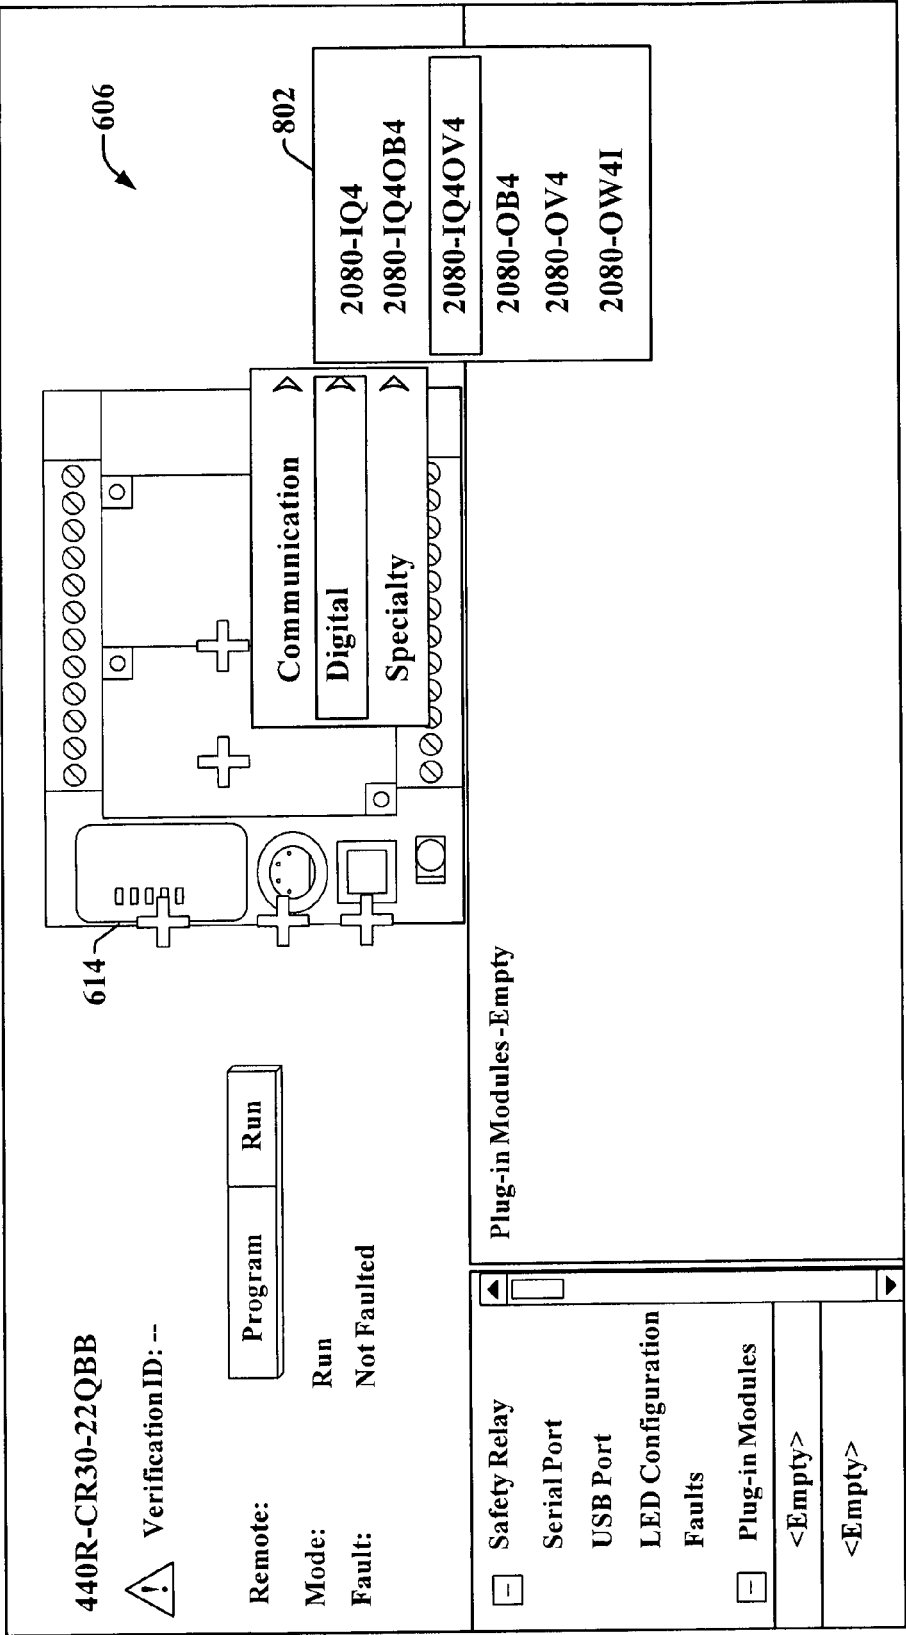 440R-CR30-22QBB
Verification ID: --
Remote:
Program
Run
Mode:
Run
Fault:
Not Faulted
614
606
Communication
Digital
Specialty
802
2080-IQ4
2080-IQ4OB4
2080-IQ4OV4
2080-OB4
2080-OV4
2080-OW4I
Safety Relay
Serial Port
USB Port
LED Configuration
Faults
Plug-in Modules
<Empty>
<Empty>
Plug-in Modules-Empty